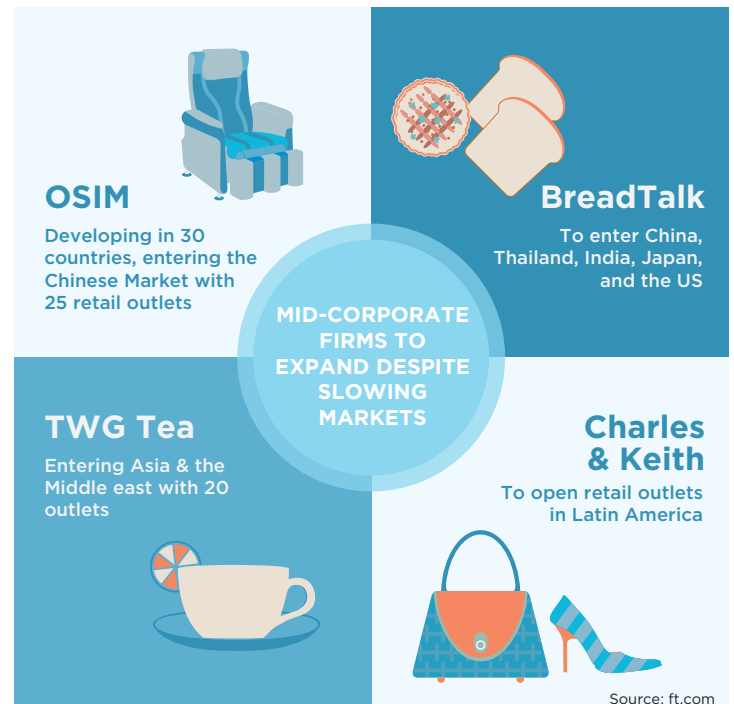 OSIM
Developing in 30
countries, entering the
Chinese Market with
25 retail outlets
BreadTalk
To enter China,
Thailand, India, Japan,
and the US
MID-CORPORATE
FIRMS TO
EXPAND DESPITE
SLOWING
MARKETS
TWG Tea
Entering Asia & the
Middle east with 20
outlets
Charles
& Keith
To open retail outlets
in Latin America
Source: ft.com